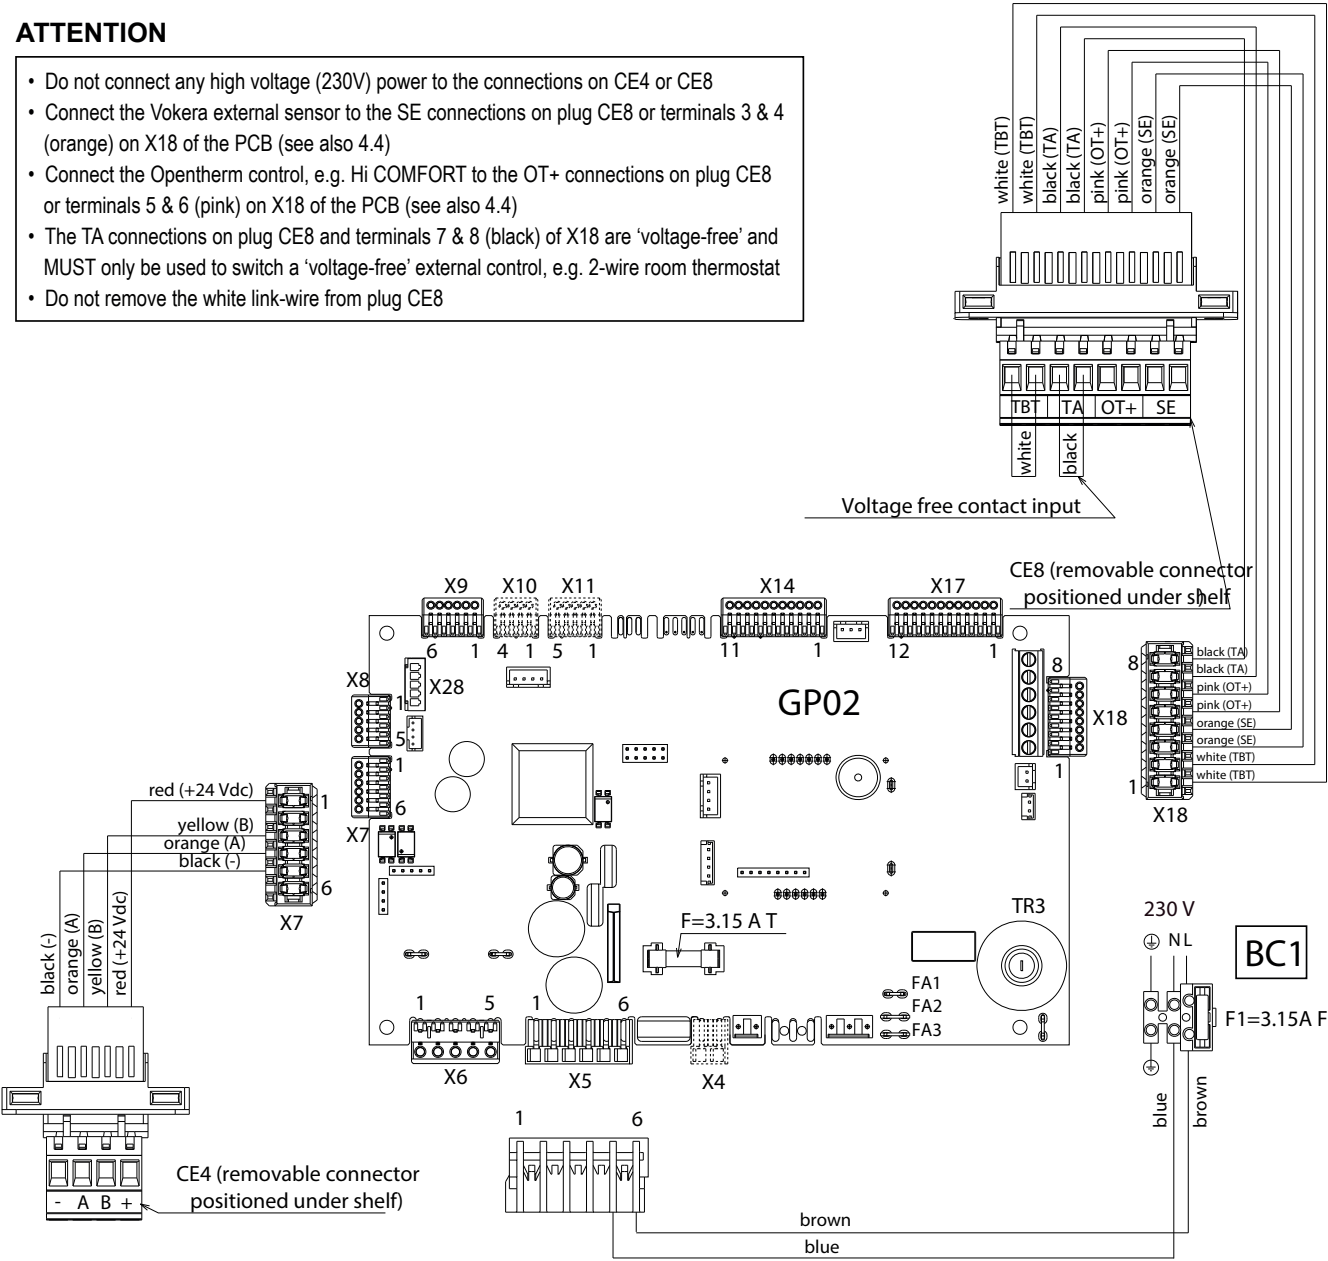 ATTENTION
• Do not connect any high voltage (230V) power to the connections on CE4 or CE8
• Connect the Vokera external sensor to the SE connections on plug CE8 or terminals 3 & 4
(orange) on X18 of the PCB (see also 4.4)
• Connect the Opentherm control, e.g. Hi COMFORT to the OT+ connections on plug CE8
or terminals 5 & 6 (pink) on X18 of the PCB (see also 4.4)
• The TA connections on plug CE8 and terminals 7 & 8 (black) of X18 are ‘voltage-free’ and
MUST only be used to switch a ‘voltage-free’ external control, e.g. 2-wire room thermostat
• Do not remove the white link-wire from plug CE8
white (TBT)
white (TBT)
black (TA)
black (TA)
pink (OT+)
pink (OT+)
orange (SE)
orange (SE)
TBT TA OT+ SE
white
black
Voltage free contact input
CE8 (removable connector
positioned under shelf)
X9 X10 X11 X14 X17
6 1 4 1 5 1 11 1 12 1
X8
1
5
X28
GP02
8
X18
1
8
black (TA)
black (TA)
pink (OT+)
pink (OT+)
orange (SE)
orange (SE)
white (TBT)
white (TBT)
1
X18
red (+24 Vdc)
yellow (B)
orange (A)
black (-)
1
6
X7
1
6
X7
black (-)
orange (A)
yellow (B)
red (+24 Vdc)
F=3.15 A T
TR3
FA1
FA2
FA3
230 V
N L
BC1
F1=3.15A F
blue
brown
1 5 1 6
X6 X5 X4
1 6
CE4 (removable connector
positioned under shelf)
- A B +
brown
blue